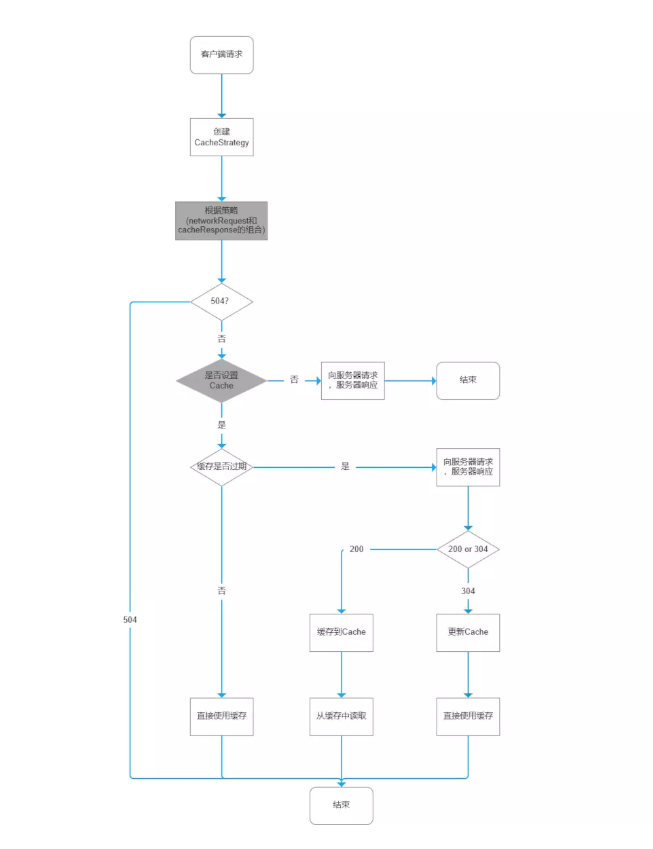 客户端请求
创建
CacheStrategy
根据策略
(networkRequest和
cacheResponse的组合)
504?
否
是否设置
Cache
否
向服务器请求
，服务器响应
结束
是
缓存是否过期
是
向服务器请求
，服务器响应
200 or 304
200
304
否
504
缓存到Cache
更新Cache
直接使用缓存
从缓存中读取
直接使用缓存
结束